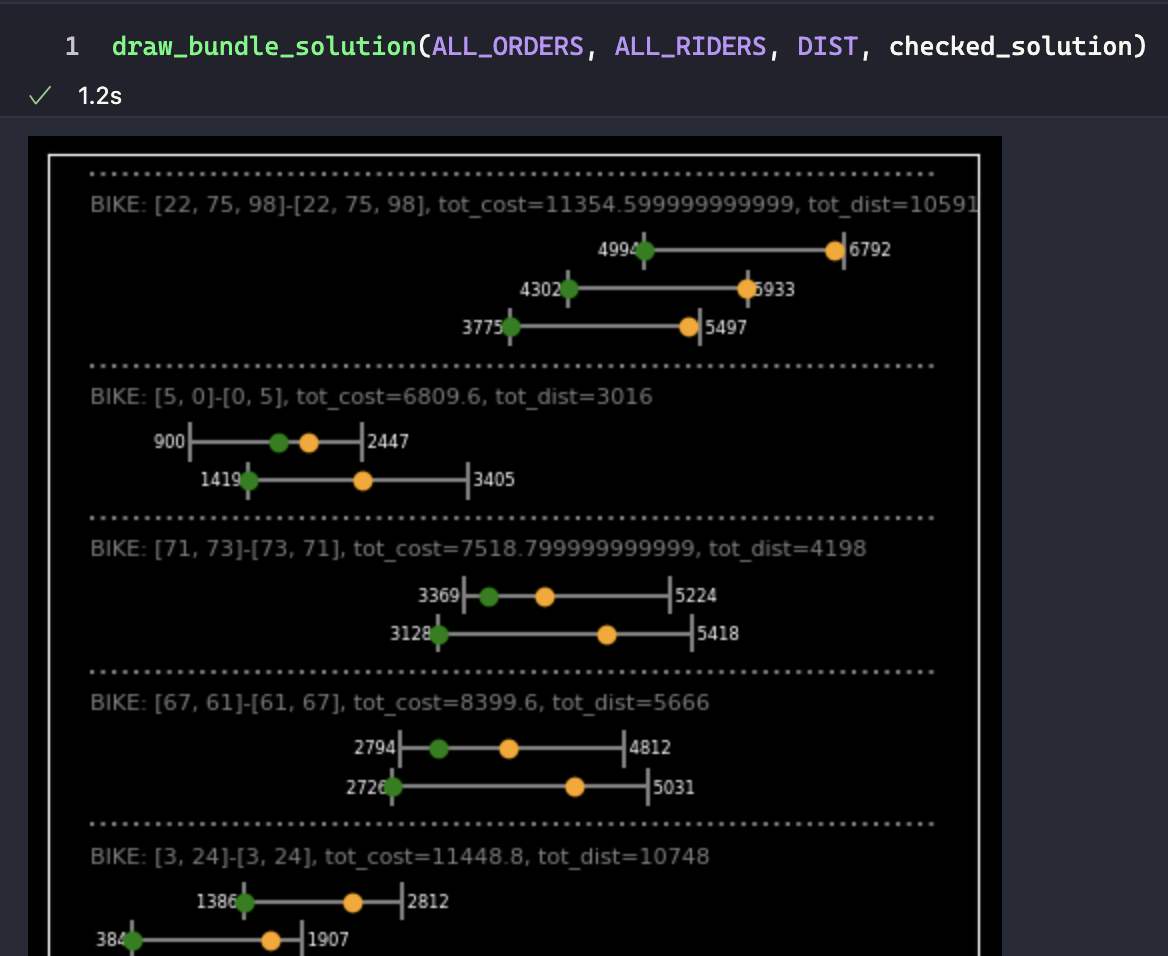 1 draw_bundle_solution(ALL_ORDERS, ALL_RIDERS, DIST, checked_solution)
1.2s
BIKE: [22, 75, 98]-[22, 75, 98], tot_cost=11354.599999999999, tot_dist=10591
4994 6792
4302 5933
3775 5497
BIKE: [5, 0]-[0, 5], tot_cost=6809.6, tot_dist=3016
900 2447
1419 3405
BIKE: [71, 73]-[73, 71], tot_cost=7518.799999999999, tot_dist=4198
3369 5224
3128 5418
BIKE: [67, 61]-[61, 67], tot_cost=8399.6, tot_dist=5666
2794 4812
2726 5031
BIKE: [3, 24]-[3, 24], tot_cost=11448.8, tot_dist=10748
1386 2812
384 1907